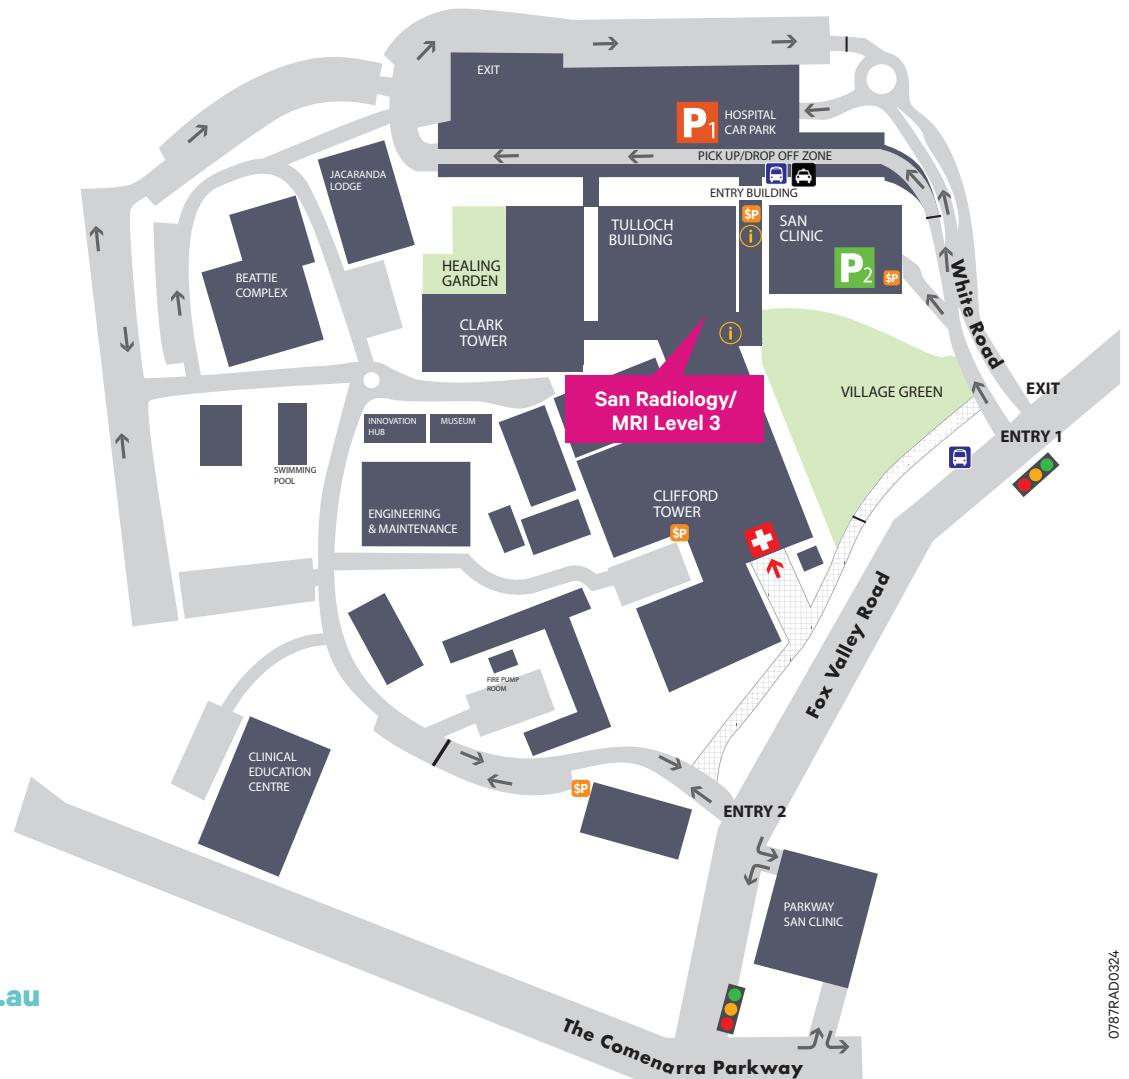 EXIT
P1
HOSPITAL
CAR PARK
PICK UP/DROP OFF ZONE
JACARANDA
LODGE
ENTRY BUILDING
$P
i
TULLOCH
BUILDING
SAN
CLINIC
P2
$P
HEALING
GARDEN
BEATTIE
COMPLEX
White Road
CLARK
TOWER
i
San Radiology/
MRI Level 3
VILLAGE GREEN
EXIT
ENTRY 1
INNOVATION
HUB
MUSEUM
SWIMMING
POOL
ENGINEERING
& MAINTENANCE
CLIFFORD
TOWER
$P
Fox Valley Road
FIRE PUMP
ROOM
CLINICAL
EDUCATION
CENTRE
$P
ENTRY 2
PARKWAY
SAN CLINIC
.au
The Comenarra Parkway
0787RAD0324